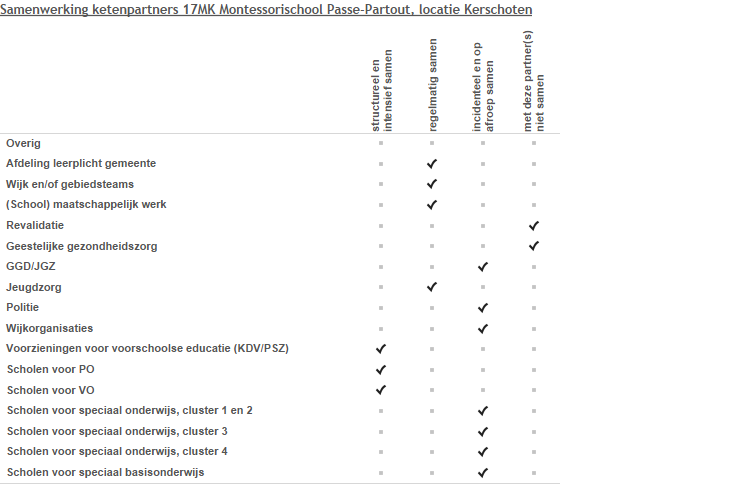 Samenwerking ketenpartners 17MK Montessorischool Passe-Partout, locatie Kerschoten
structureel en
intensief samen
regelmatig samen
incidenteel en op
afroep samen
met deze partner(s)
niet samen
Overig
Afdeling leerplicht gemeente
Wijk en/of gebiedsteams
(School) maatschappelijk werk
Revalidatie
Geestelijke gezondheidszorg
GGD/JGZ
Jeugdzorg
Politie
Wijkorganisaties
Voorzieningen voor voorschoolse educatie (KDV/PSZ)
Scholen voor PO
Scholen voor VO
Scholen voor speciaal onderwijs, cluster 1 en 2
Scholen voor speciaal onderwijs, cluster 3
Scholen voor speciaal onderwijs, cluster 4
Scholen voor speciaal basisonderwijs